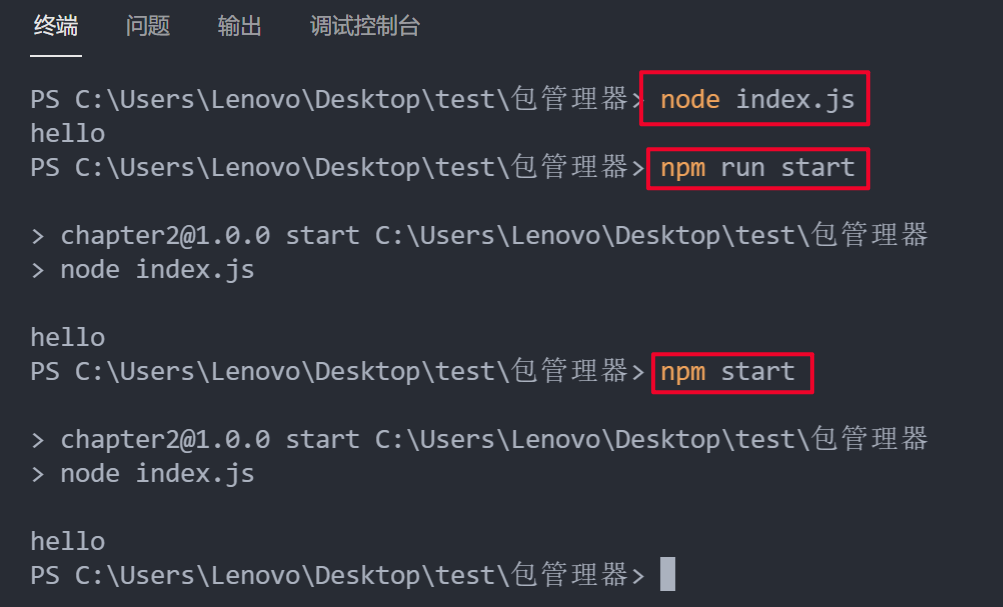 终端 问题 输出 调试控制台
PS C:\Users\Lenovo\Desktop\test\包管理器> node index.js
hello
PS C:\Users\Lenovo\Desktop\test\包管理器> npm run start
> chapter2@1.0.0 start C:\Users\Lenovo\Desktop\test\包管理器
> node index.js
hello
PS C:\Users\Lenovo\Desktop\test\包管理器> npm start
> chapter2@1.0.0 start C:\Users\Lenovo\Desktop\test\包管理器
> node index.js
hello
PS C:\Users\Lenovo\Desktop\test\包管理器>